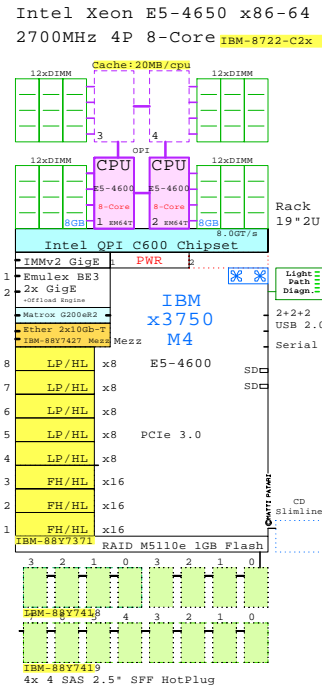 Intel Xeon E5-4650 x86-64
2700MHz 4P 8-Core IBM-8722-C2x
Cache:20MB/cpu
12xDIMM 12xDIMM
3 4
QPI
12xDIMM 12xDIMM
CPU CPU
E5-4600 E5-4600
8-Core 8-Core
8GB 1 EM64T 2 EM64T 8GB
Rack
19"2U
8.0GT/s
Intel QPI C600 Chipset
IMMv2 GigE 1 PWR 2
1 Emulex BE3
2 2x GigE
+Offload Engine
Light
Path
Diagn.
Matrox G200eR2
Ether 2x10Gb-T
IBM-88Y7427 Mezz Mezz
IBM
x3750
M4
2+2+2
USB 2.0
Serial
8 LP/HL x8 E5-4600
SD
7 LP/HL x8
SD
6 LP/HL x8
5 LP/HL x8 PCIe 3.0
4 LP/HL x8
3 FH/HL x16
2 FH/HL x16
1 FH/HL x16
MATTI PATARI
CD
Slimline
IBM-88Y7371
RAID M5110e 1GB Flash
3 2 1 0 3 2 1 0
IBM-88Y7418
3 2 1 0 3 2 1 0
IBM-88Y7419
4x 4 SAS 2.5" SFF HotPlug